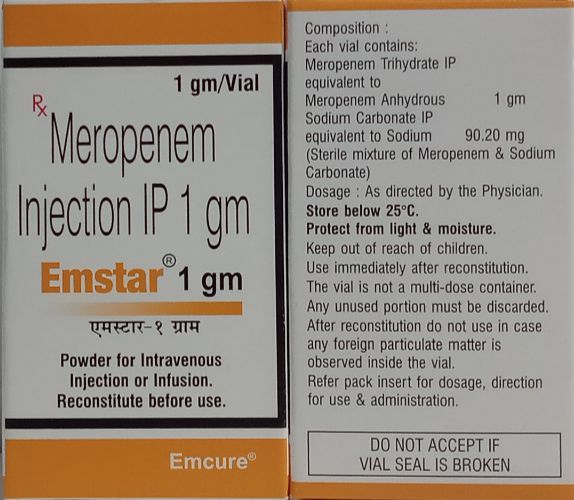 1 gm/Vial
Rx
Meropenem
Injection IP 1 gm
Emstar® 1 gm
एमस्टार-१ ग्राम
Powder for Intravenous
Injection or Infusion.
Reconstitute before use.
Emcure®
Composition :
Each vial contains:
Meropenem Trihydrate IP
equivalent to
Meropenem Anhydrous 1 gm
Sodium Carbonate IP
equivalent to Sodium 90.20 mg
(Sterile mixture of Meropenem & Sodium
Carbonate)
Dosage : As directed by the Physician.
Store below 25°C.
Protect from light & moisture.
Keep out of reach of children.
Use immediately after reconstitution.
The vial is not a multi-dose container.
Any unused portion must be discarded.
After reconstitution do not use in case
any foreign particulate matter is
observed inside the vial.
Refer pack insert for dosage, direction
for use & administration.
DO NOT ACCEPT IF
VIAL SEAL IS BROKEN